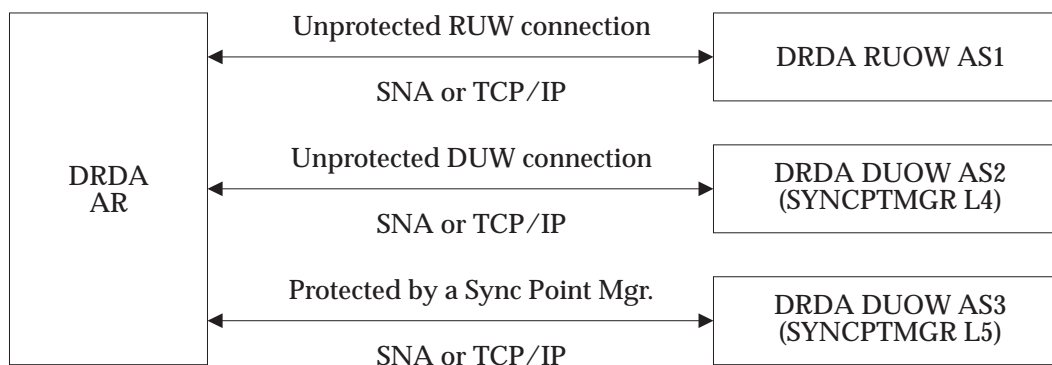 DRDA
AR
Unprotected RUW connection
SNA or TCP/IP
DRDA RUOW AS1
Unprotected DUW connection
SNA or TCP/IP
DRDA DUOW AS2
(SYNCPTMGR L4)
Protected by a Sync Point Mgr.
SNA or TCP/IP
DRDA DUOW AS3
(SYNCPTMGR L5)